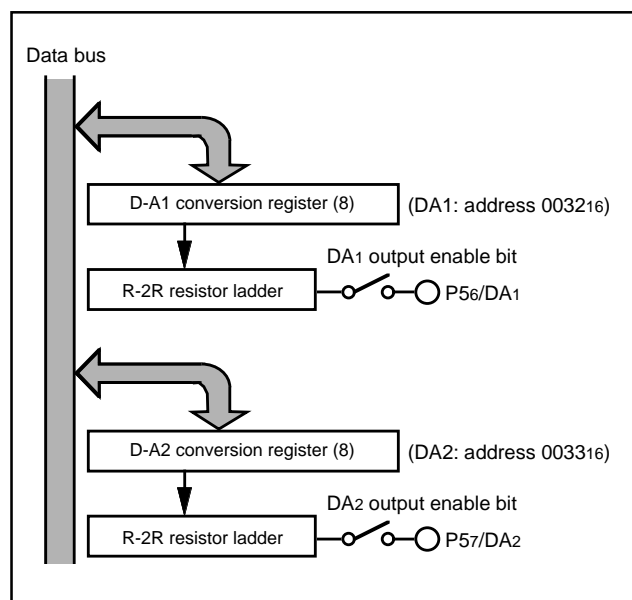 Data bus
D-A1 conversion register (8) (DA1: address 003216)
DA1 output enable bit
R-2R resistor ladder P56/DA1
D-A2 conversion register (8) (DA2: address 003316)
DA2 output enable bit
R-2R resistor ladder P57/DA2